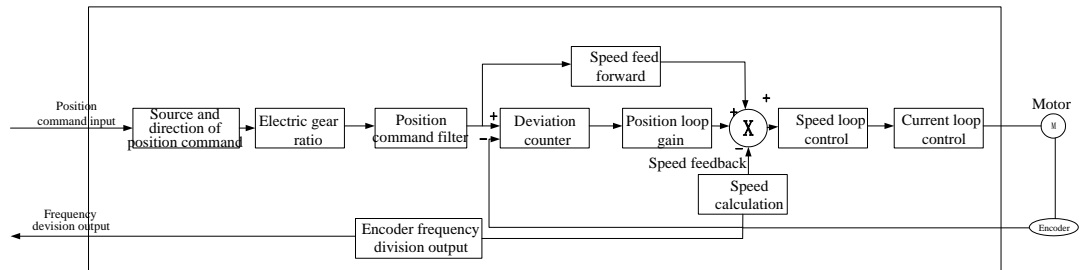 Speed feed
forward
Position
command input
Source and
direction of
position command
Electric gear
ratio
Position
command filter
+
−
Deviation
counter
Position loop
gain
+
+
X
−
Speed loop
control
Current loop
control
Motor
M
Speed feedback
Speed
calculation
Frequency
devision output
Encoder frequency
division output
Encoder